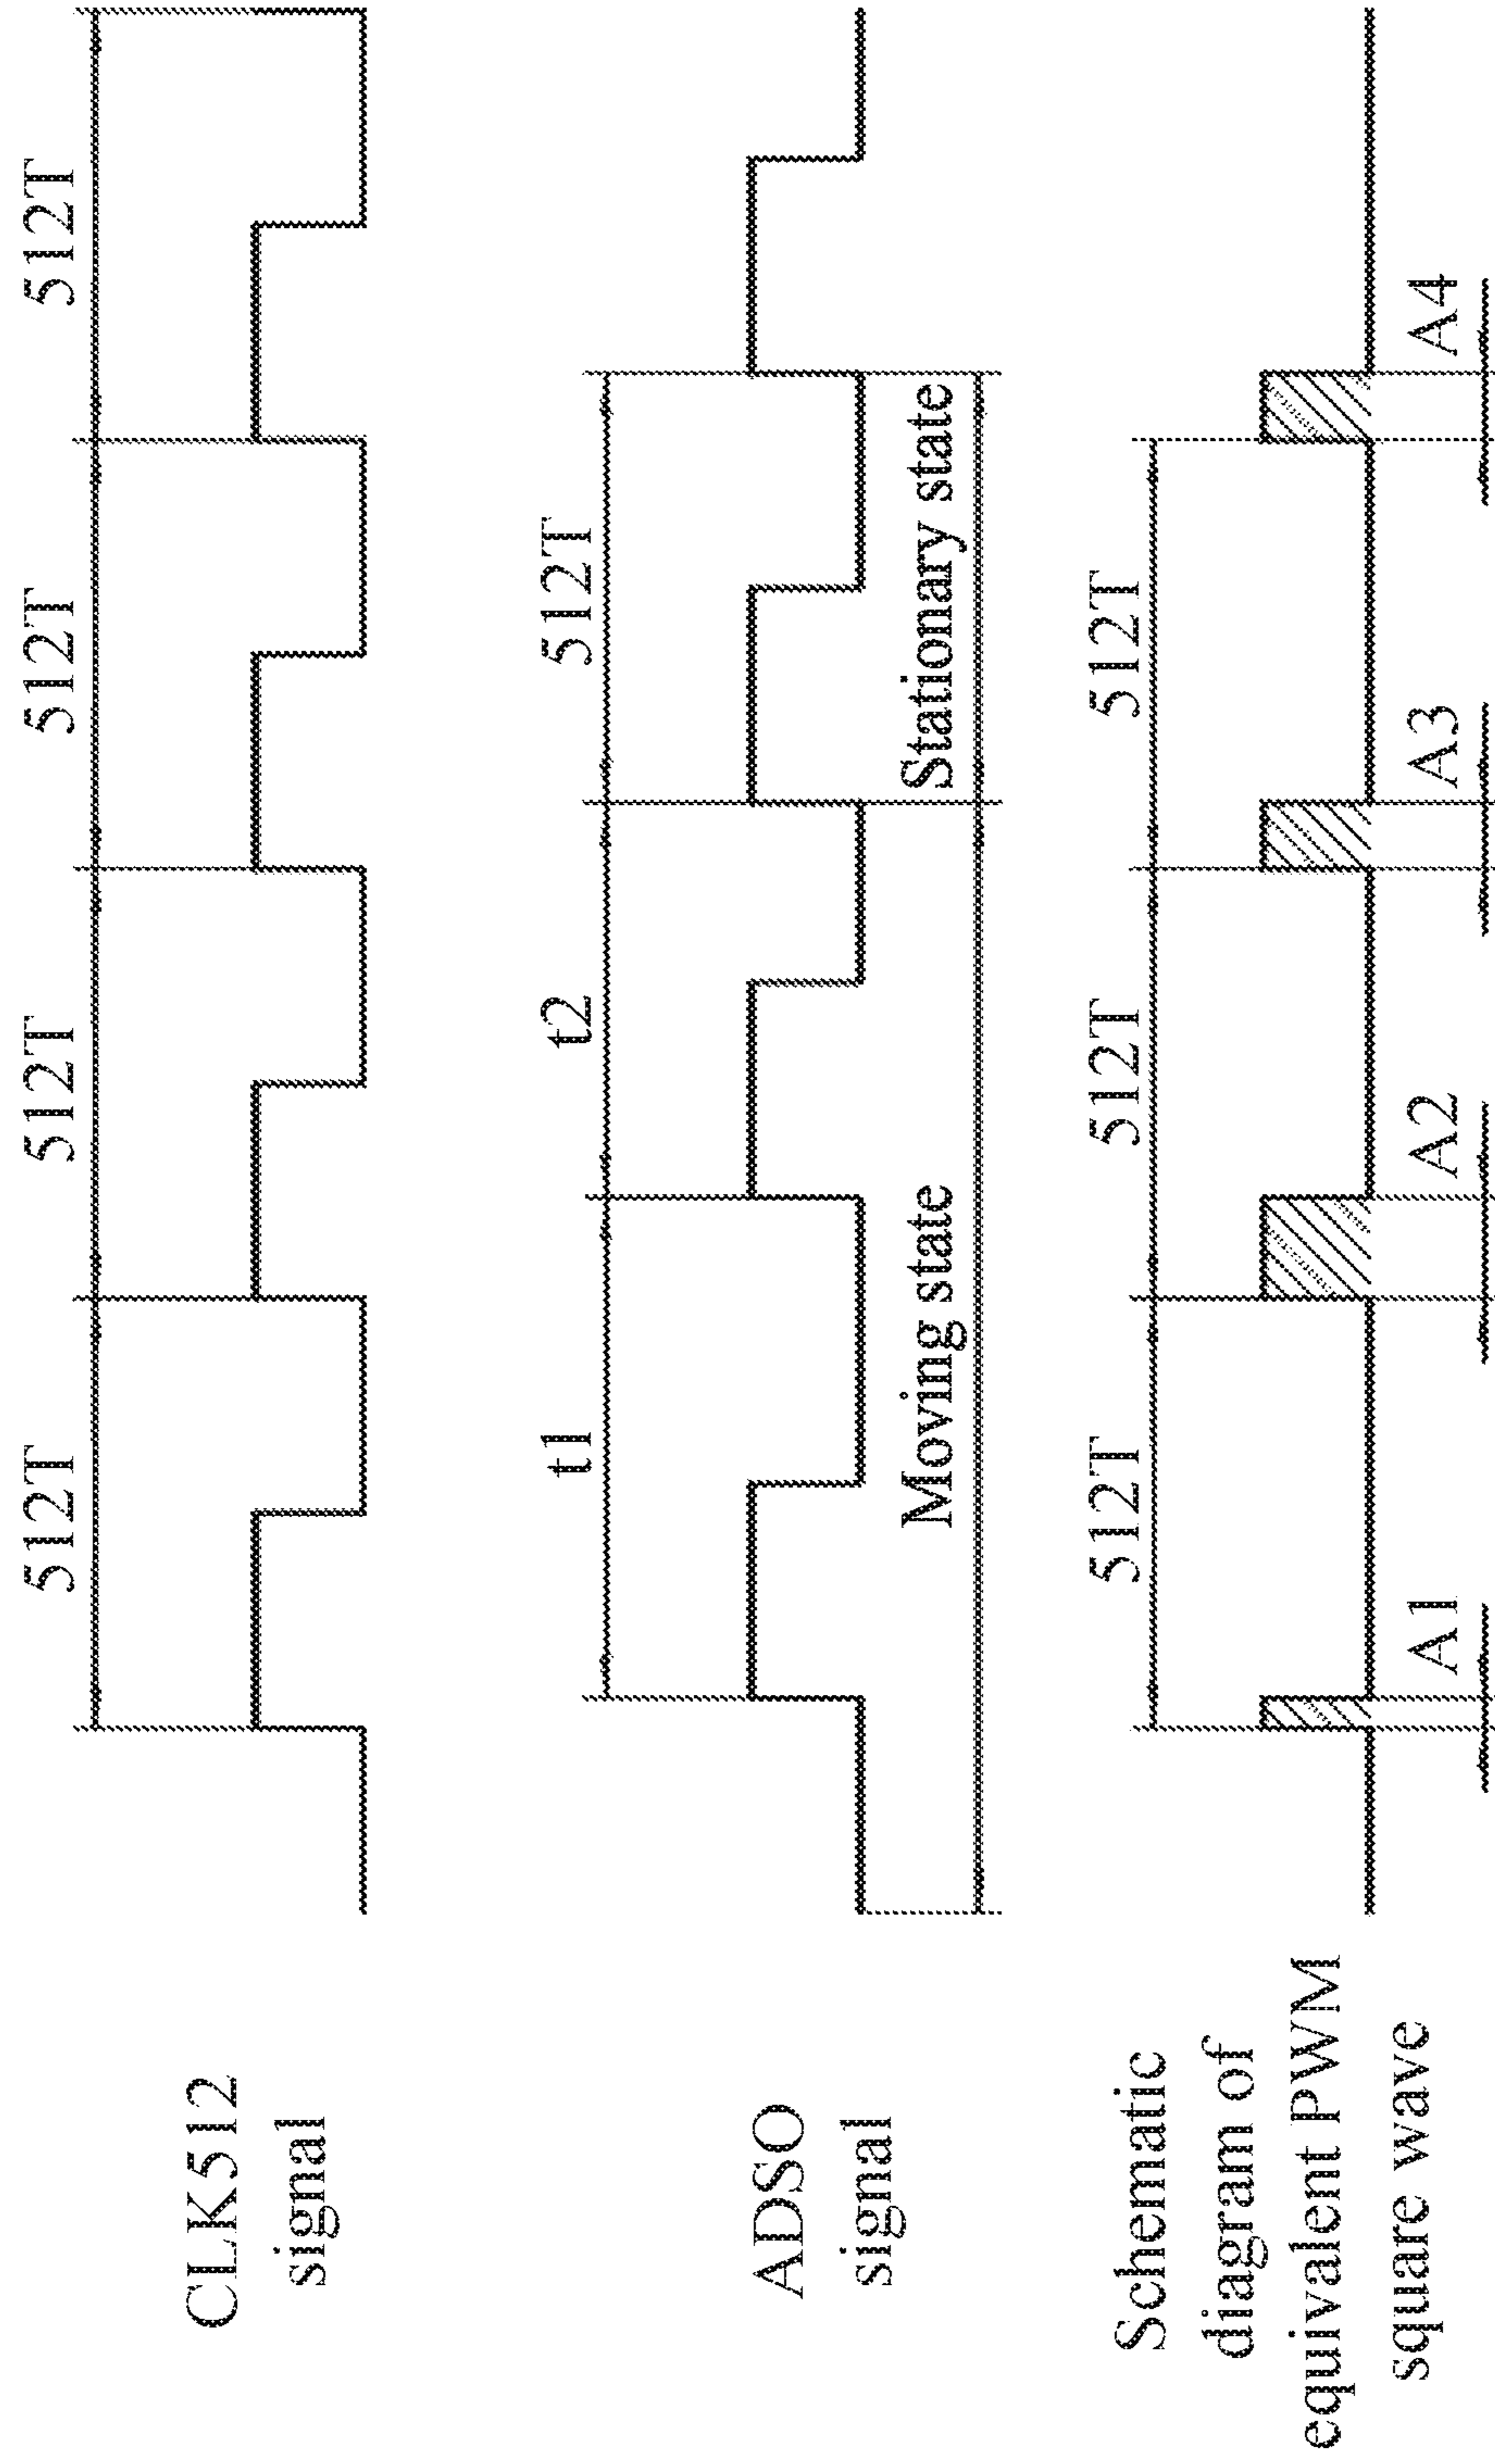 CLK512
signal
512T
512T
512T
512T
ADSO
signal
t1
t2
512T
Moving state
Stationary state
Schematic
diagram of
equivalent PWM
square wave
512T
512T
512T
A1
A2
A3
A4